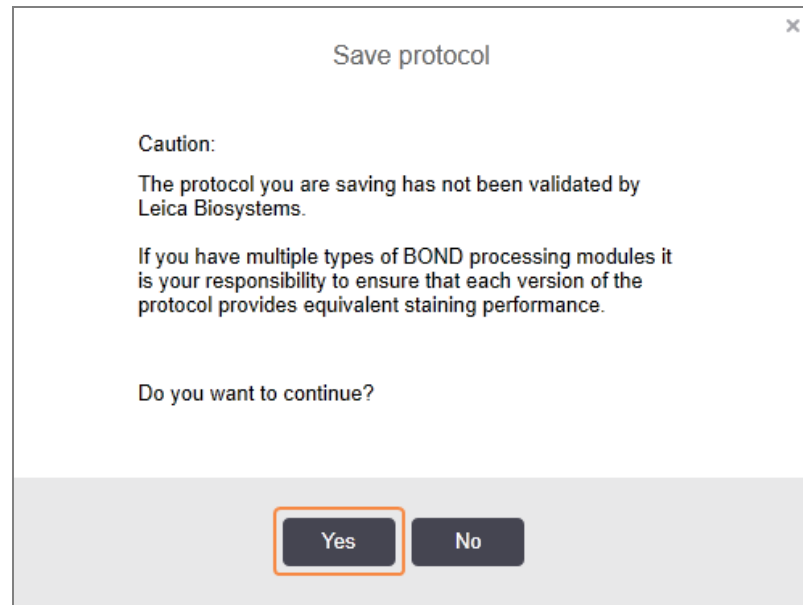 Save protocol
Caution:
The protocol you are saving has not been validated by
Leica Biosystems.
If you have multiple types of BOND processing modules it
is your responsibility to ensure that each version of the
protocol provides equivalent staining performance.
Do you want to continue?
Yes No